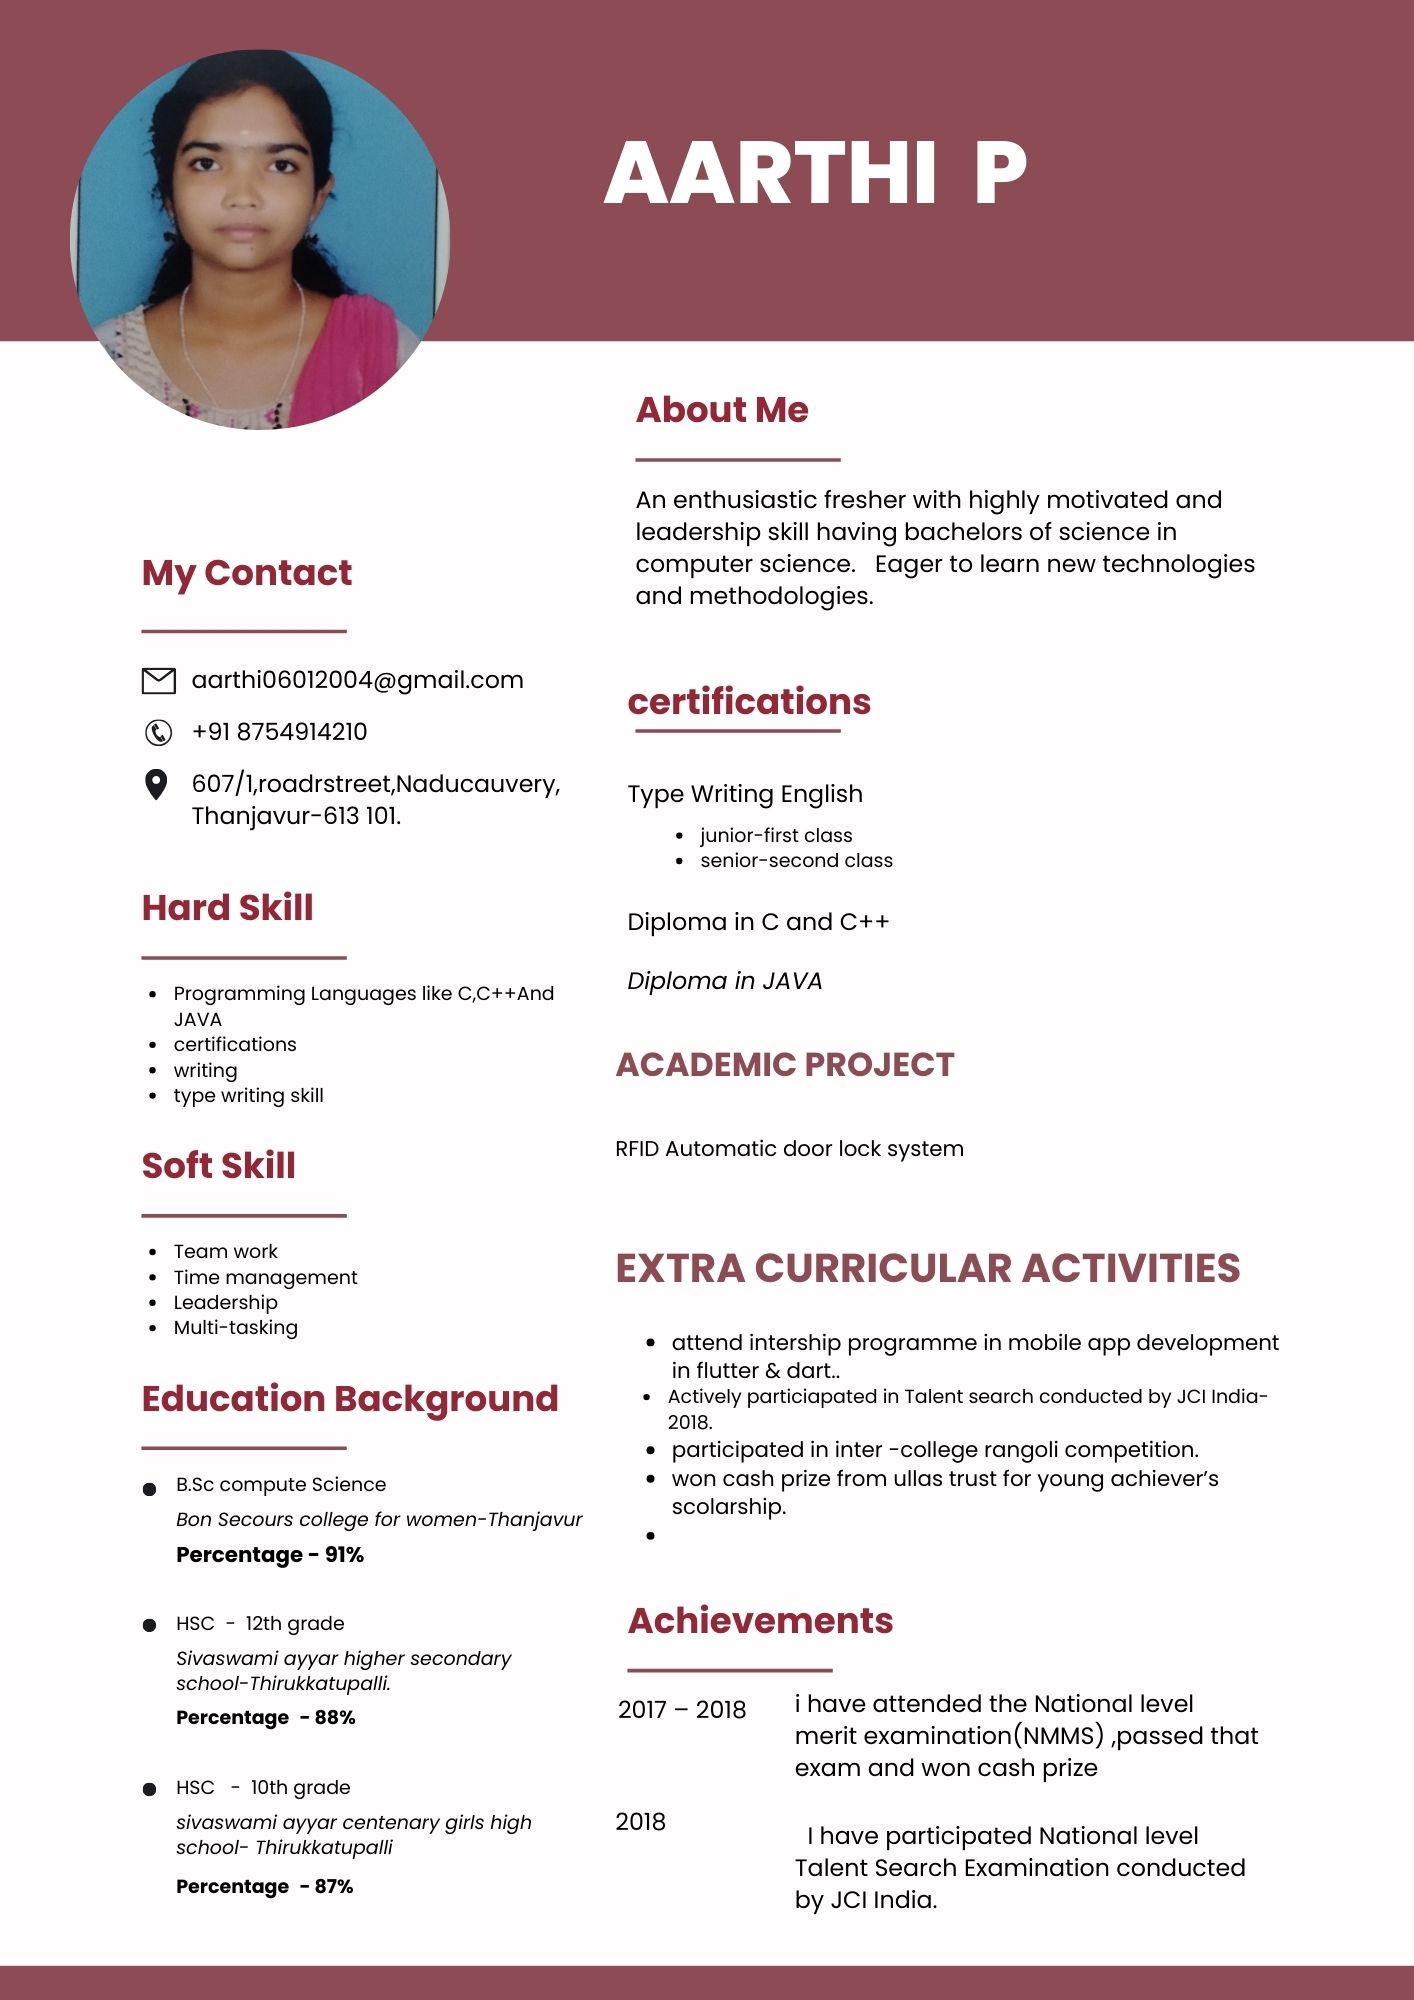 AARTHI P
My Contact
aarthi06012004@gmail.com
+91 8754914210
607/1,roadrstreet,Naducauvery,
Thanjavur-613 101.
Hard Skill
Programming Languages like C,C++And
JAVA
certifications
writing
type writing skill
Soft Skill
Team work
Time management
Leadership
Multi-tasking
Education Background
B.Sc compute Science
Bon Secours college for women-Thanjavur
Percentage - 91%
HSC - 12th grade
Sivaswami ayyar higher secondary
school-Thirukkatupalli.
Percentage - 88%
HSC - 10th grade
sivaswami ayyar centenary girls high
school- Thirukkatupalli
Percentage - 87%
About Me
An enthusiastic fresher with highly motivated and
leadership skill having bachelors of science in
computer science. Eager to learn new technologies
and methodologies.
certifications
Type Writing English
junior-first class
senior-second class
Diploma in C and C++
Diploma in JAVA
ACADEMIC PROJECT
RFID Automatic door lock system
EXTRA CURRICULAR ACTIVITIES
attend intership programme in mobile app development
in flutter & dart..
Actively particiapated in Talent search conducted by JCI India-
2018.
participated in inter -college rangoli competition.
won cash prize from ullas trust for young achiever's
scolarship.
Achievements
2017 – 2018
i have attended the National level
merit examination(NMMS) ,passed that
exam and won cash prize
2018
I have participated National level
Talent Search Examination conducted
by JCI India.